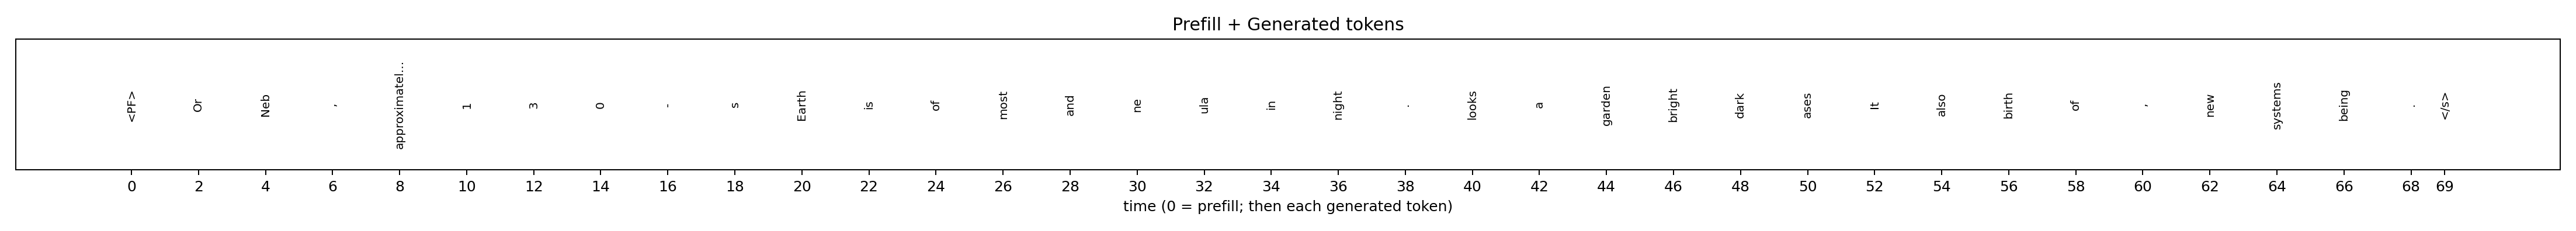 Prefill + Generated tokens
<PF> Or Neb , approximatel... 1 3 0 - s Earth is of most and ne ula in night . looks a garden bright dark ases It also birth of , new systems being . </s>
0 2 4 6 8 10 12 14 16 18 20 22 24 26 28 30 32 34 36 38 40 42 44 46 48 50 52 54 56 58 60 62 64 66 68 69
time (0 = prefill; then each generated token)